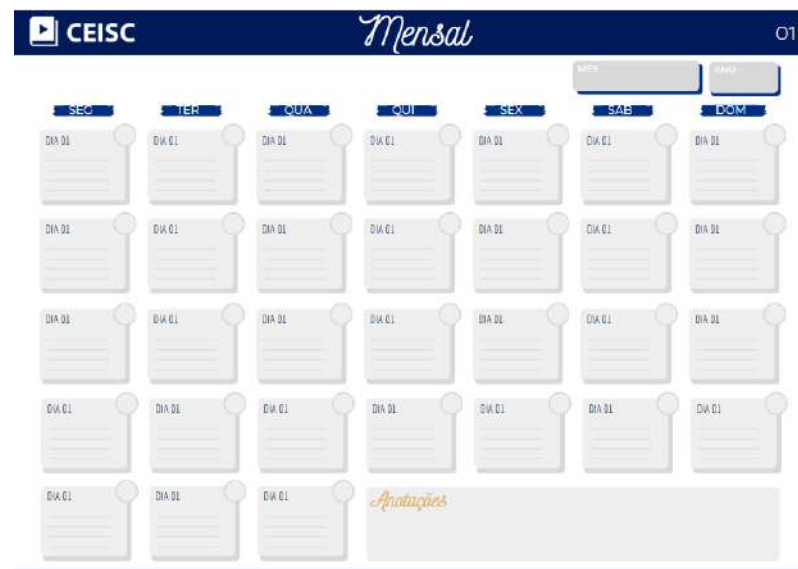 CEISC
Mensal
01
MÊS
ANO
SEG TER QUA QUI SEX SAB DOM
DIA 01 DIA 01 DIA 01 DIA 01 DIA 01 DIA 01 DIA 01
DIA 01 DIA 01 DIA 01 DIA 01 DIA 01 DIA 01 DIA 01
DIA 01 DIA 01 DIA 01 DIA 01 DIA 01 DIA 01 DIA 01
DIA 01 DIA 01 DIA 01 DIA 01 DIA 01 DIA 01 DIA 01
DIA 01 DIA 01 DIA 01
Anotações